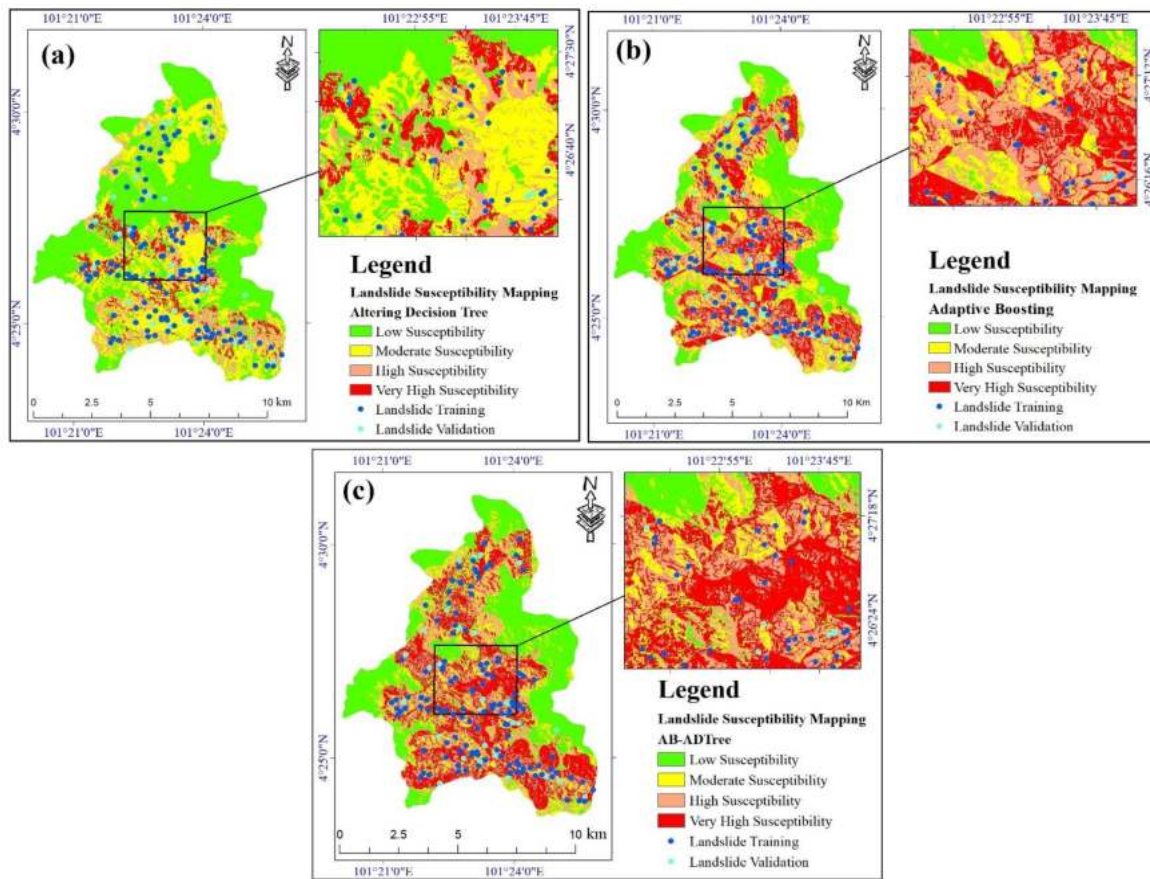 101°21'0"E 101°24'0"E
101°22'55"E 101°23'45"E
(a)
N
4°30'0"N
4°25'0"N
4°27'30"N
4°26'40"N
Legend
Landslide Susceptibility Mapping
Altering Decision Tree
Low Susceptibility
Moderate Susceptibility
High Susceptibility
Very High Susceptibility
Landslide Training
Landslide Validation
0 2.5 5 10 Km
101°21'0"E 101°24'0"E
101°21'0"E 101°24'0"E
101°22'55"E 101°23'45"E
(b)
N
4°30'0"N
4°25'0"N
Legend
Landslide Susceptibility Mapping
Adaptive Boosting
Low Susceptibility
Moderate Susceptibility
High Susceptibility
Very High Susceptibility
Landslide Training
Landslide Validation
0 2.5 5 10 Km
101°21'0"E 101°24'0"E
101°21'0"E 101°24'0"E
101°22'55"E 101°23'45"E
(c)
N
4°30'0"N
4°25'0"N
4°27'18"N
4°26'24"N
Legend
Landslide Susceptibility Mapping
AB-ADTree
Low Susceptibility
Moderate Susceptibility
High Susceptibility
Very High Susceptibility
Landslide Training
Landslide Validation
0 2.5 5 10 km
101°21'0"E 101°24'0"E